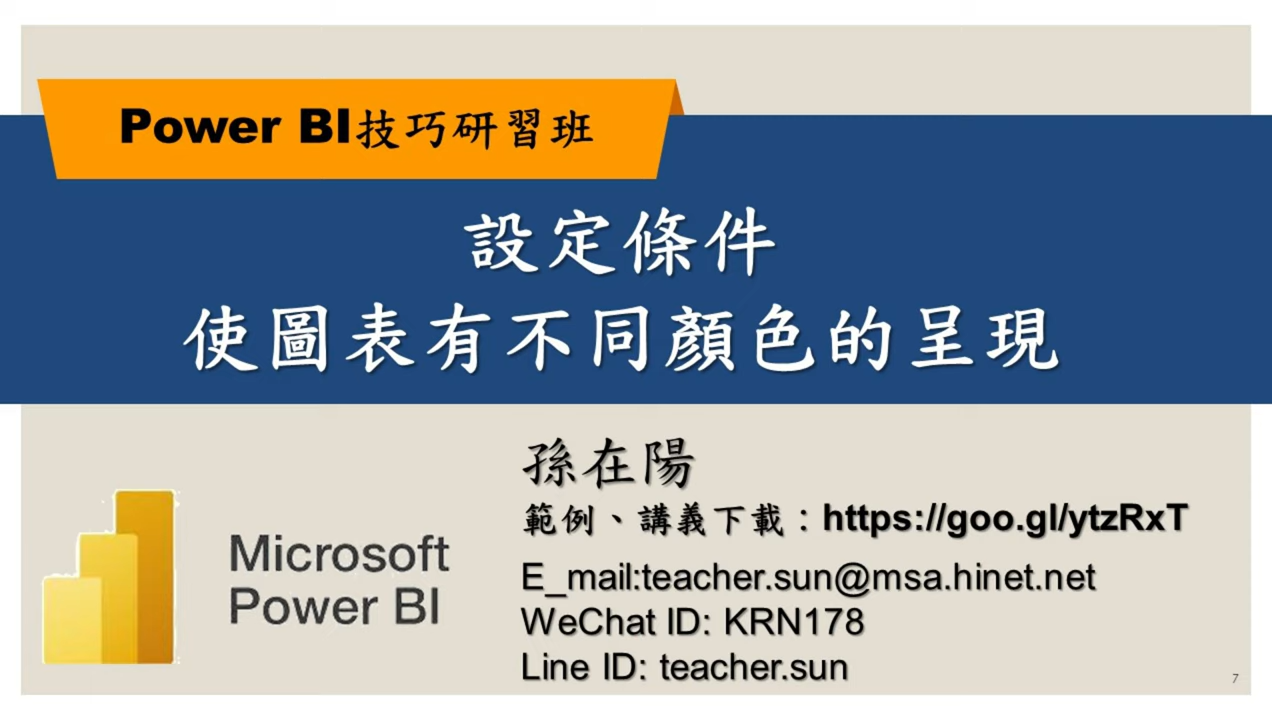 Power BI技巧研習班
設定條件
使圖表有不同顏色的呈現
孫在陽
範例、講義下載：https://goo.gl/ytzRxT
Microsoft
Power BI
E_mail:teacher.sun@msa.hinet.net
WeChat ID: KRN178
Line ID: teacher.sun
7